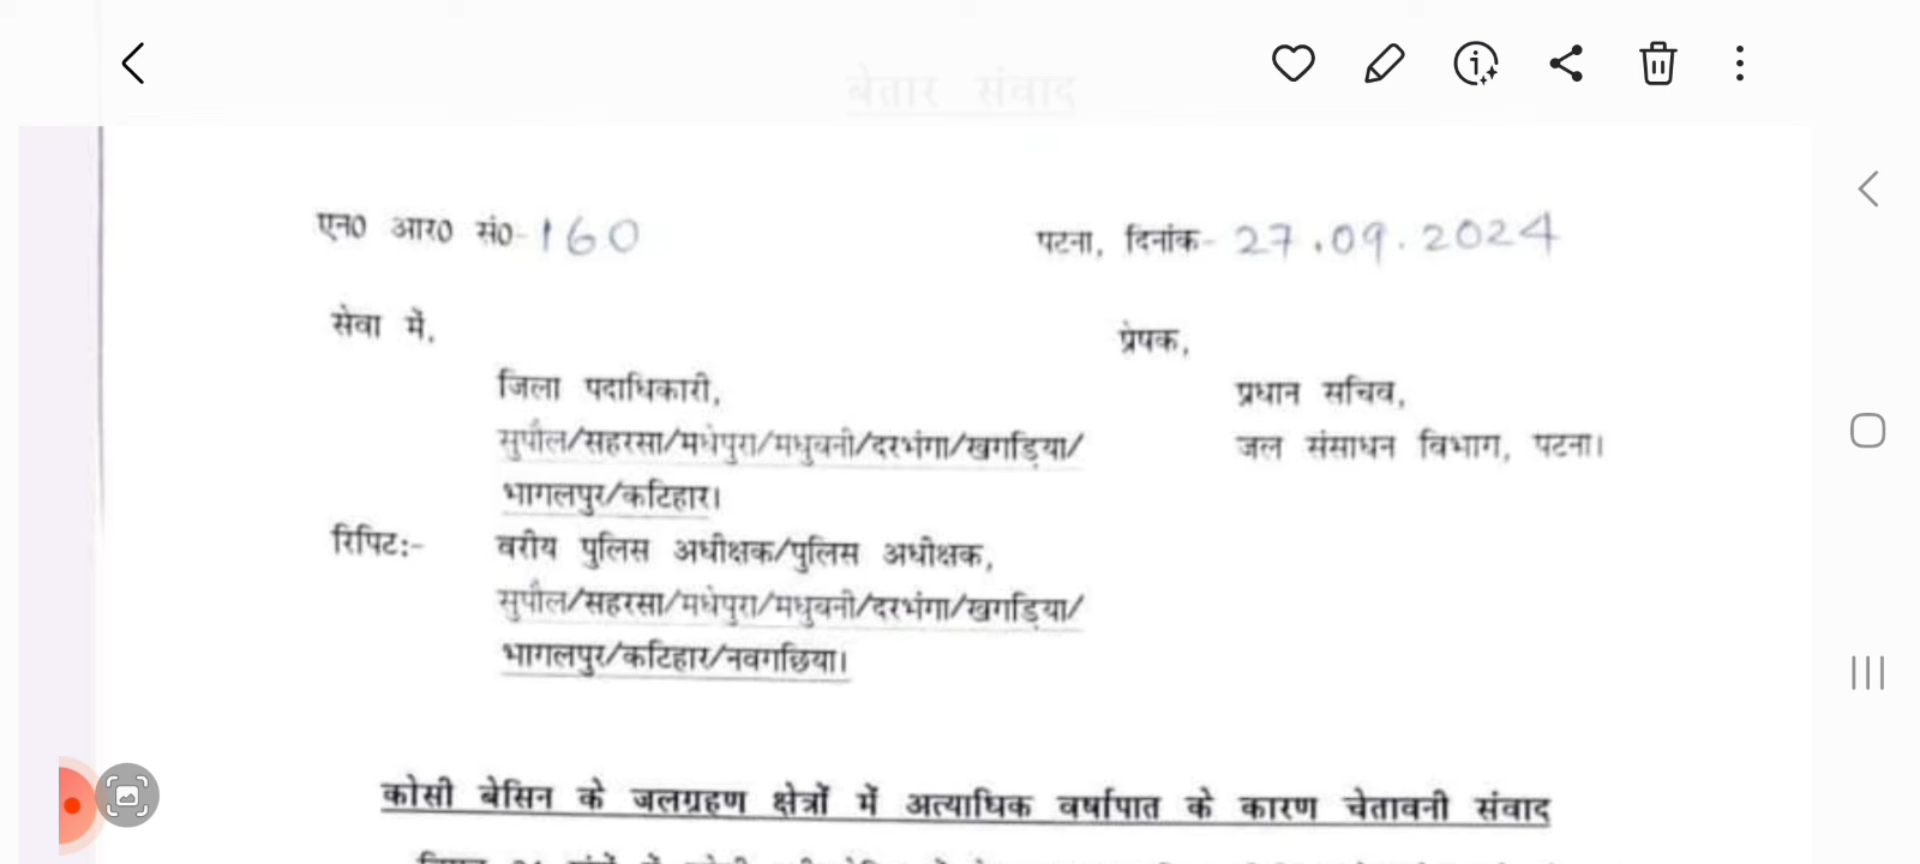 बेतार संवाद
एन0 आर0 सं0-160
पटना, दिनांक- 27.09.2024
सेवा में,
प्रेषक,
जिला पदाधिकारी,
प्रधान सचिव,
सुपौल/सहरसा/मधेपुरा/मधुबनी/दरभंगा/खगड़िया/
जल संसाधन विभाग, पटना।
भागलपुर/कटिहार।
रिपिटः- वरीय पुलिस अधीक्षक/पुलिस अधीक्षक,
सुपौल/सहरसा/मधेपुरा/मधुबनी/दरभंगा/खगड़िया/
भागलपुर/कटिहार/नवगछिया।
कोसी बेसिन के जलग्रहण क्षेत्रों में अत्याधिक वर्षापात के कारण चेतावनी संवाद